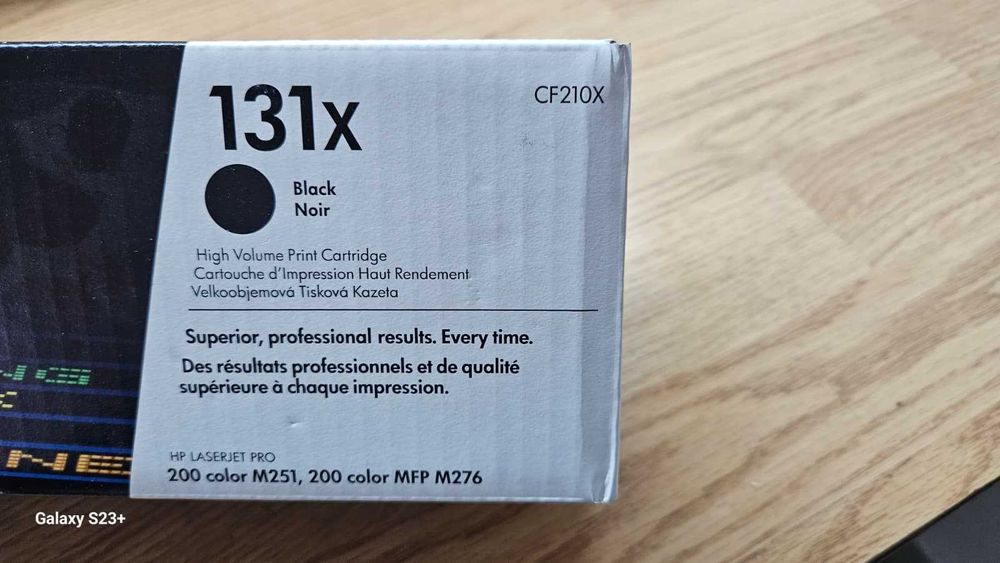 131x
CF210X
Black
Noir
High Volume Print Cartridge
Cartouche d'Impression Haut Rendement
Velkoobjemová Tisková Kazeta
Superior, professional results. Every time.
Des résultats professionnels et de qualité
supérieure à chaque impression.
HP LASERJET PRO
200 color M251, 200 color MFP M276
Galaxy S23+